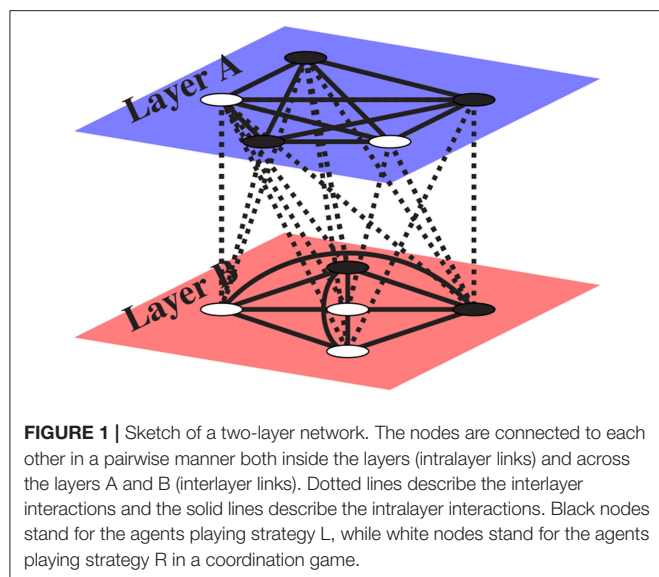 Layer A
Layer B
FIGURE 1 | Sketch of a two-layer network. The nodes are connected to each
other in a pairwise manner both inside the layers (intralayer links) and across
the layers A and B (interlayer links). Dotted lines describe the interlayer
interactions and the solid lines describe the intralayer interactions. Black nodes
stand for the agents playing strategy L, while white nodes stand for the agents
playing strategy R in a coordination game.